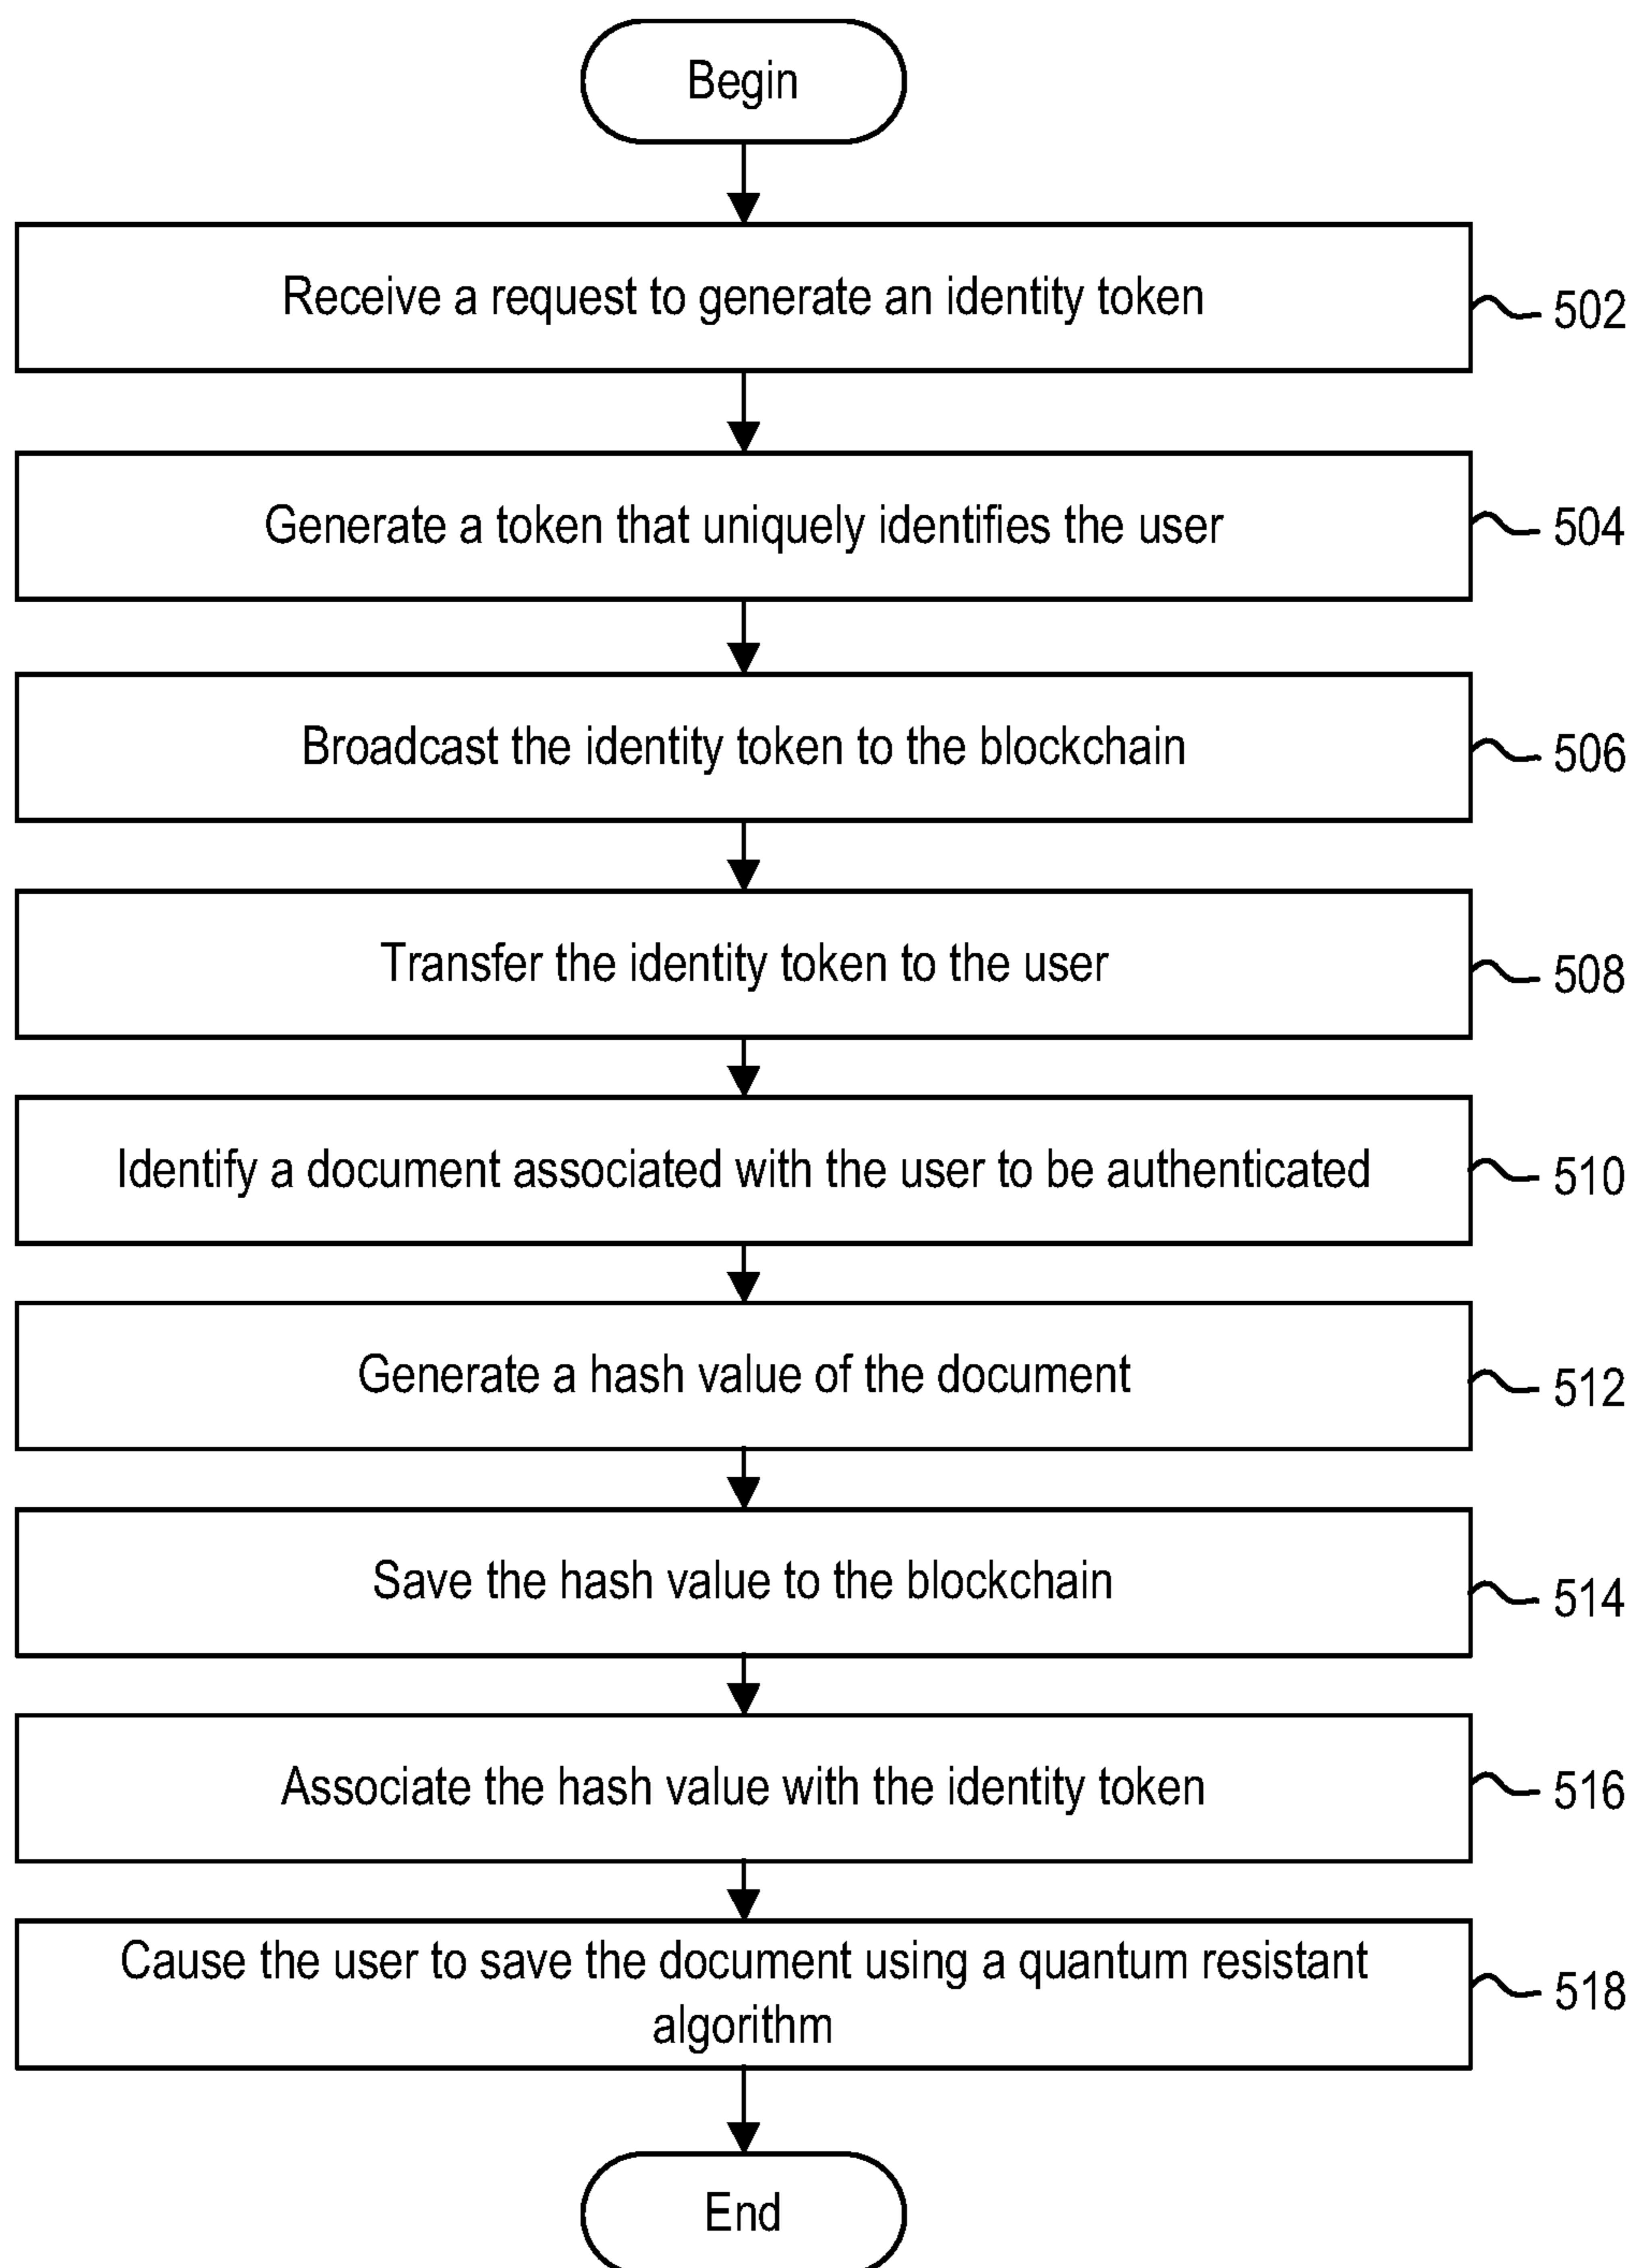 Begin
Receive a request to generate an identity token
502
Generate a token that uniquely identifies the user
504
Broadcast the identity token to the blockchain
506
Transfer the identity token to the user
508
Identify a document associated with the user to be authenticated
510
Generate a hash value of the document
512
Save the hash value to the blockchain
514
Associate the hash value with the identity token
516
Cause the user to save the document using a quantum resistant
algorithm
518
End